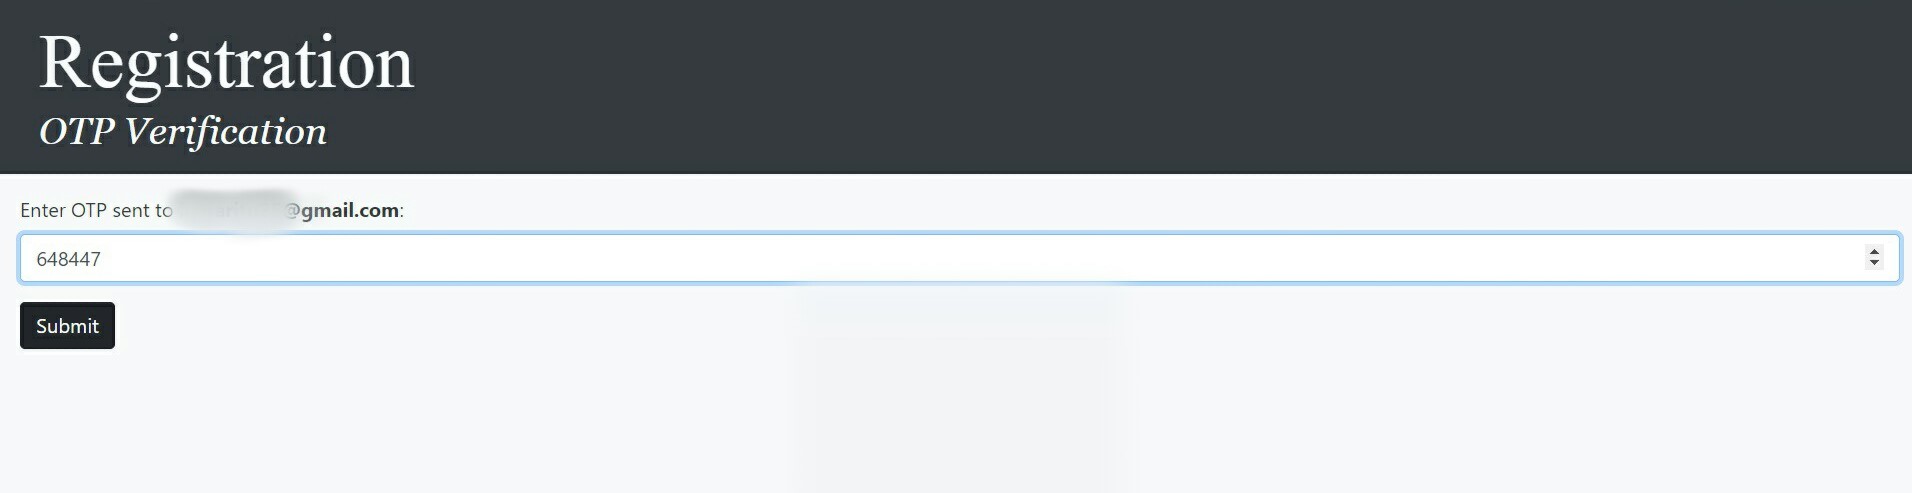 Registration
OTP Verification
Enter OTP sent to @gmail.com:
648447
Submit